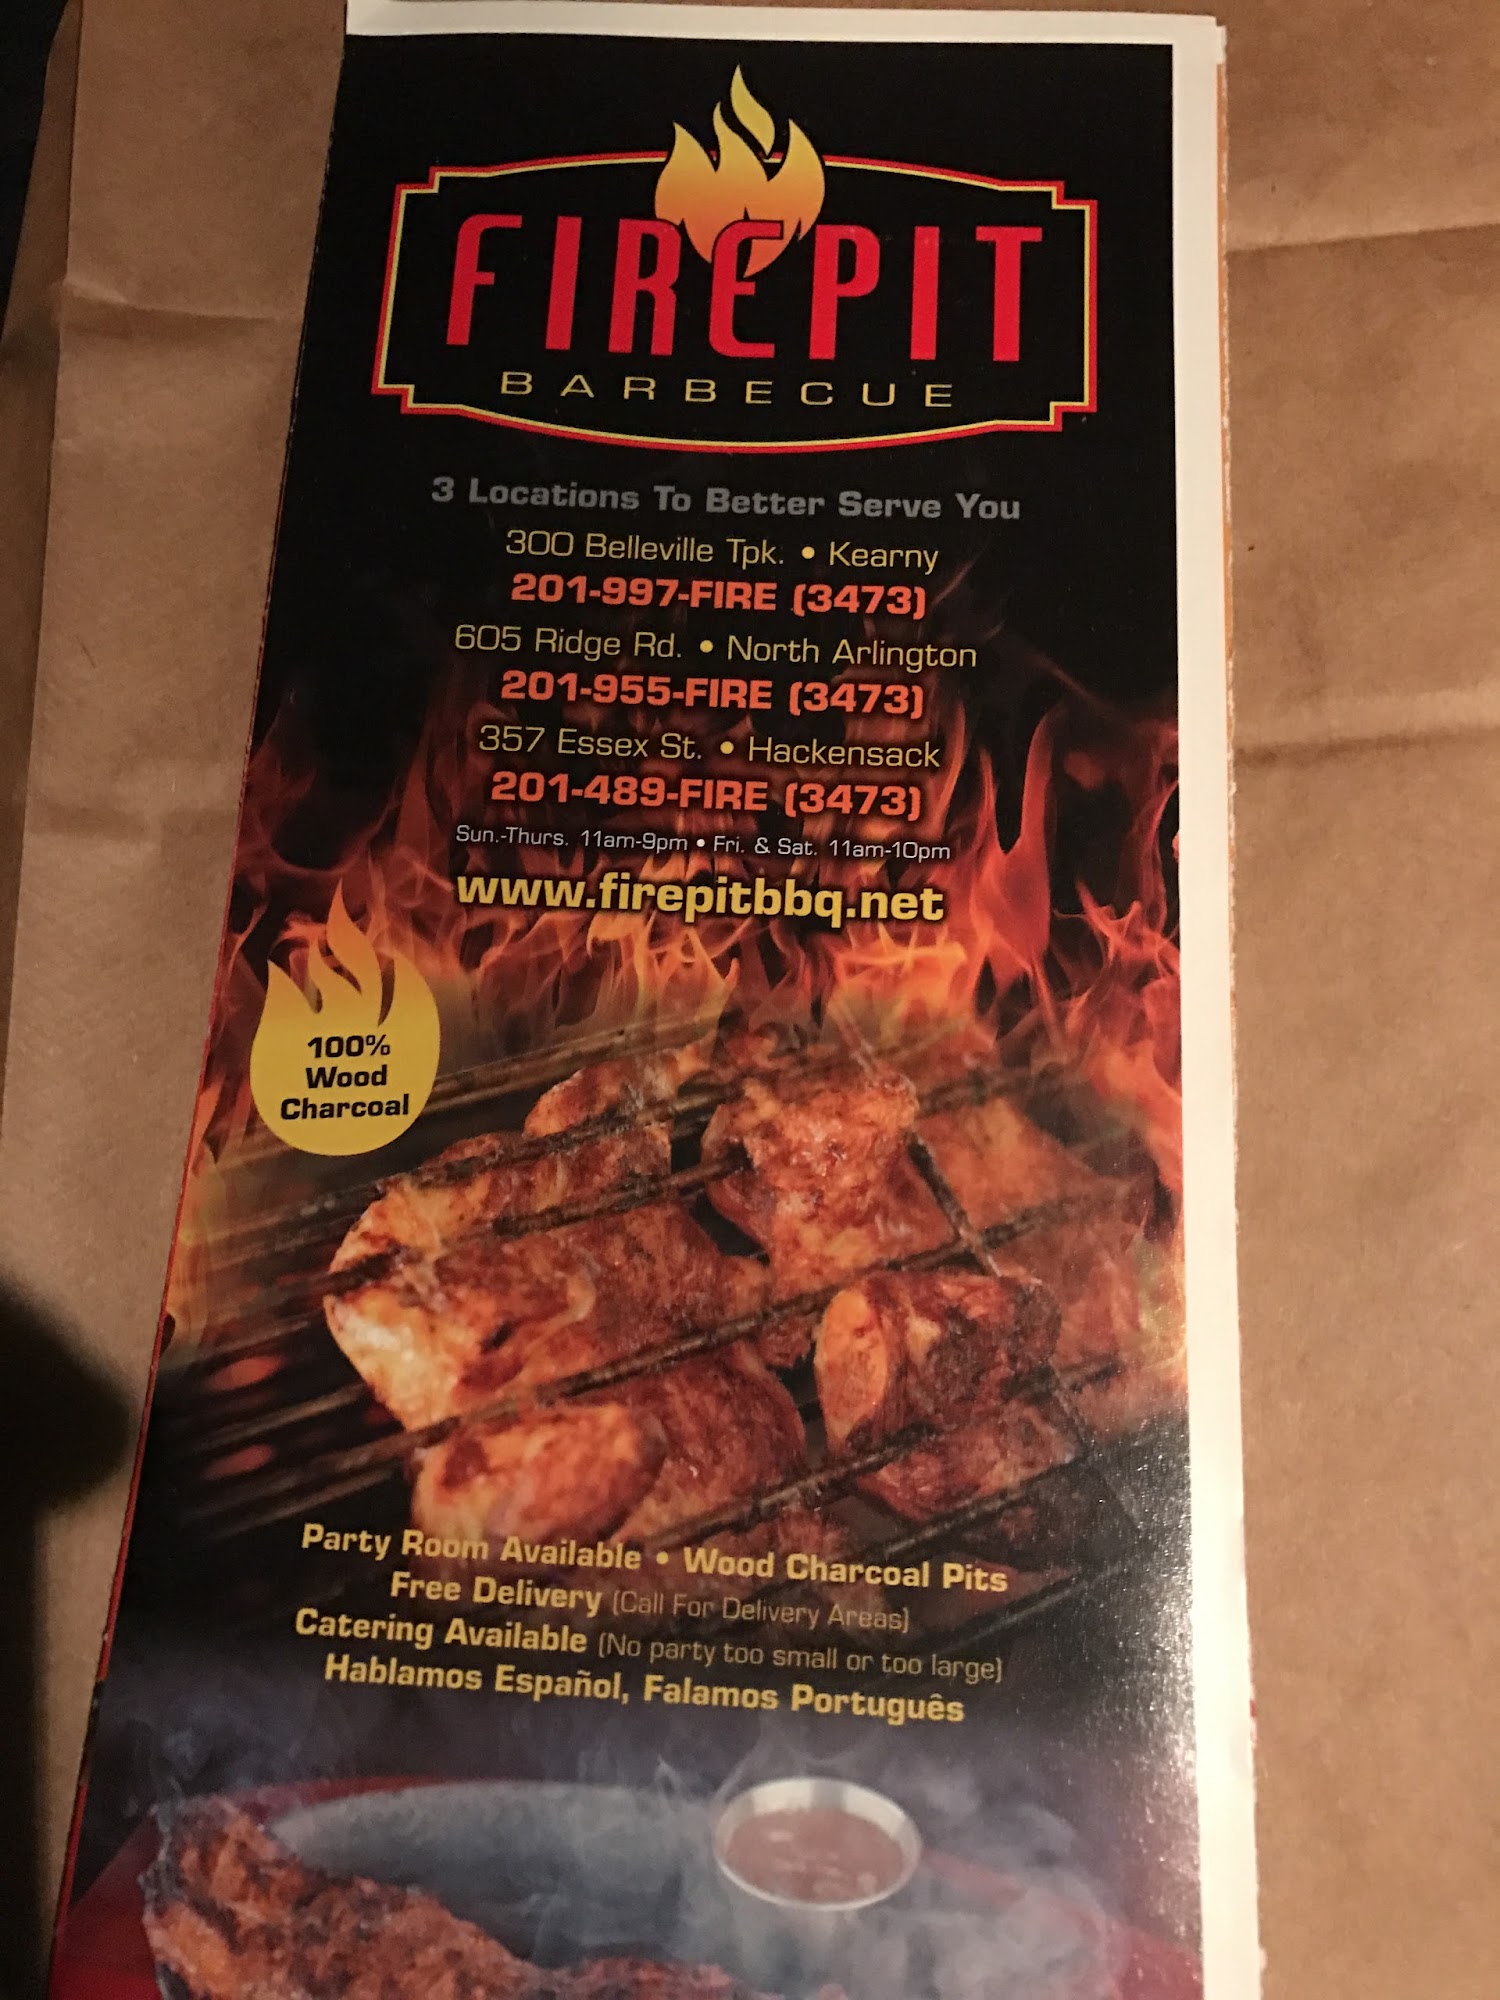 FIREPIT
BARBECUE
3 Locations To Better Serve You
300 Belleville Tpk. • Kearny
201-997-FIRE (3473)
605 Ridge Rd. • North Arlington
201-955-FIRE (3473)
357 Essex St. • Hackensack
201-489-FIRE (3473)
Sun.-Thurs. 11am-9pm • Fri. & Sat. 11am-10pm
www.firepitbbq.net
100%
Wood
Charcoal
Party Room Available • Wood Charcoal Pits
Free Delivery (Call For Delivery Areas)
Catering Available (No party too small or too large)
Hablamos Español, Falamos Português